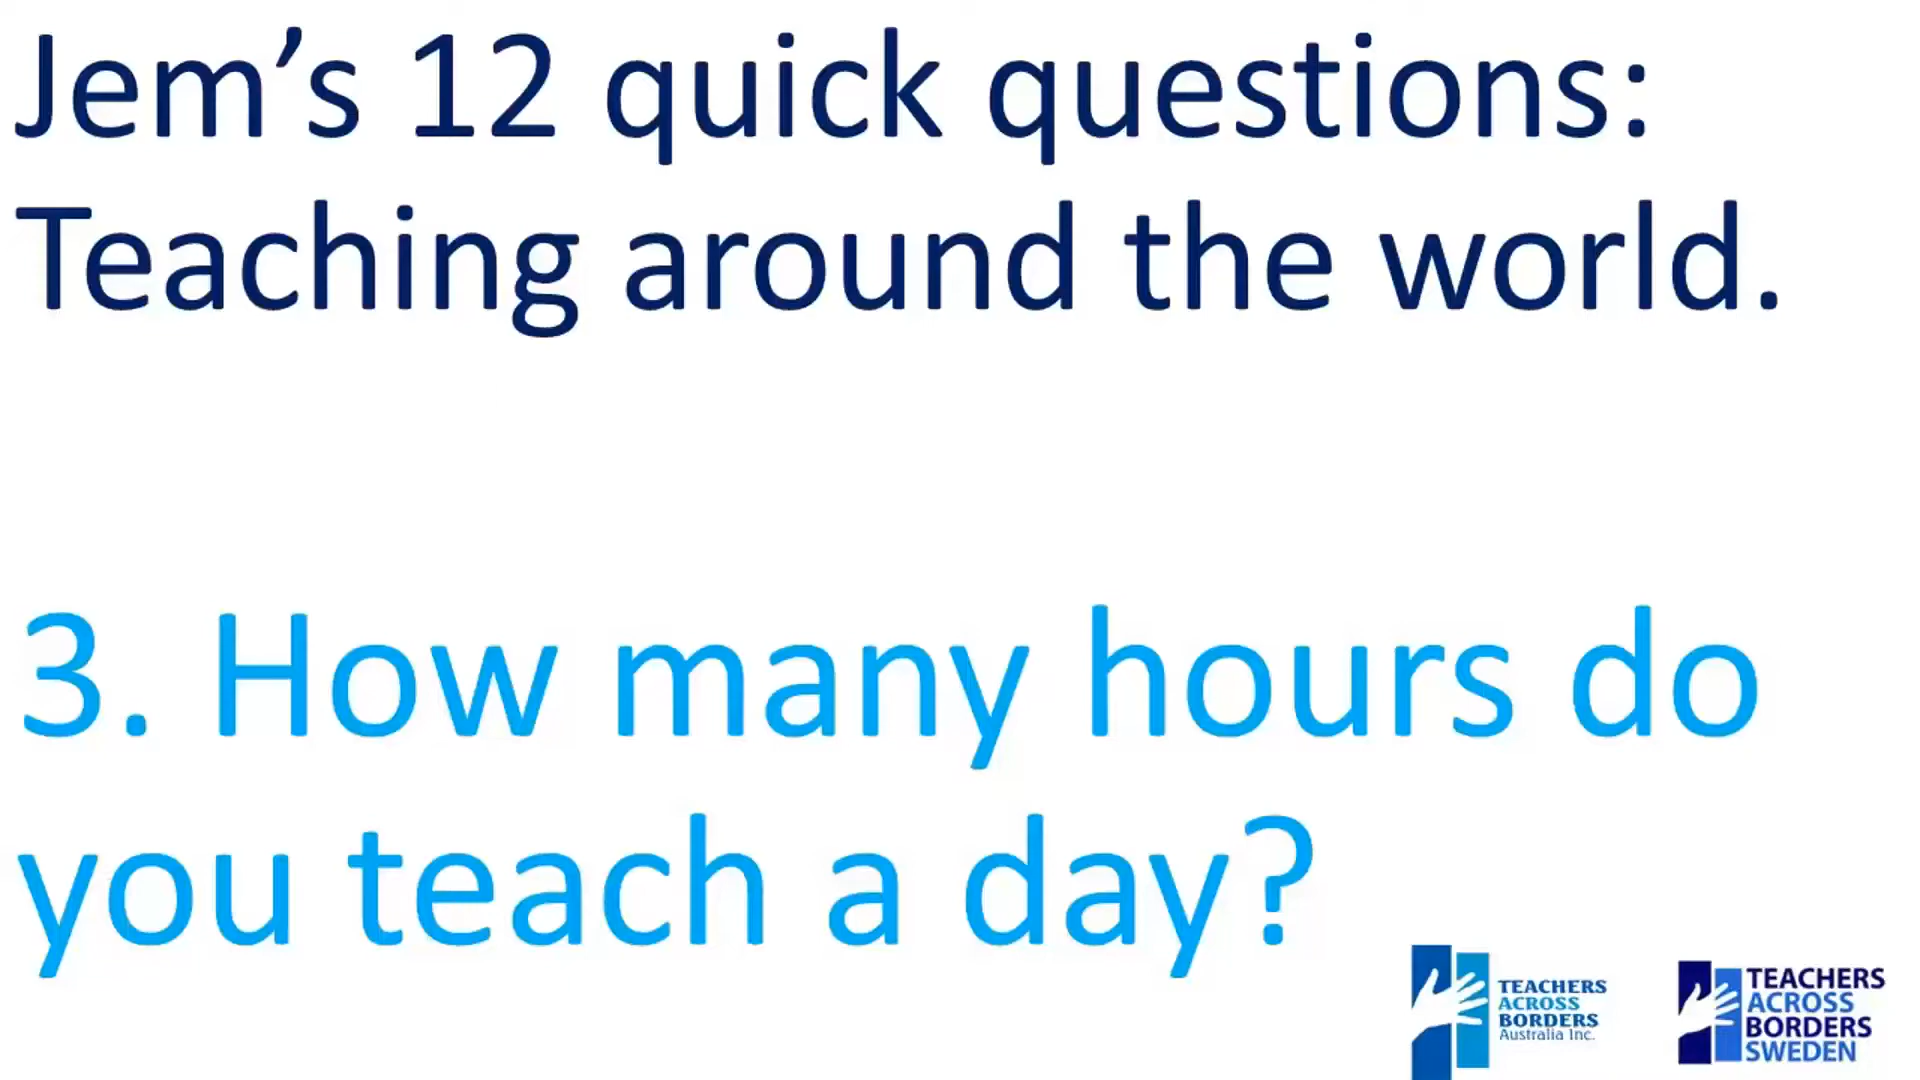 Jem’s 12 quick questions:
Teaching around the world.
3. How many hours do
you teach a day?
TEACHERS
ACROSS
BORDERS
Australia Inc.
TEACHERS
ACROSS
BORDERS
SWEDEN